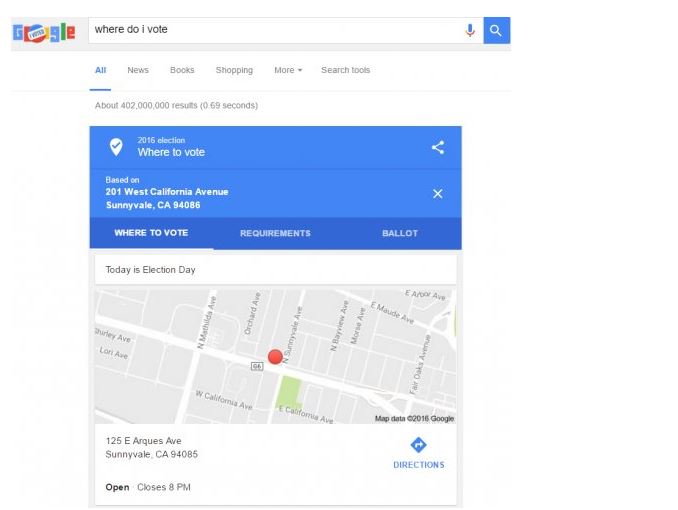 Google
I VOTED
where do i vote
All News Books Shopping More Search tools
About 402,000,000 results (0.69 seconds)
2016 election
Where to vote
Based on
201 West California Avenue
Sunnyvale, CA 94086
WHERE TO VOTE REQUIREMENTS BALLOT
Today is Election Day
E Arbor Ave
E Maude Ave
N Mathilda Ave
Orchard Ave
N Sunnyvale Ave
N Bayview Ave
Morse Ave
Fair Oaks Avenue
Shirley Ave
Lori Ave
G6
W California Ave
E California Ave
Map data ©2016 Google
125 E Arques Ave
Sunnyvale, CA 94085
DIRECTIONS
Open · Closes 8 PM